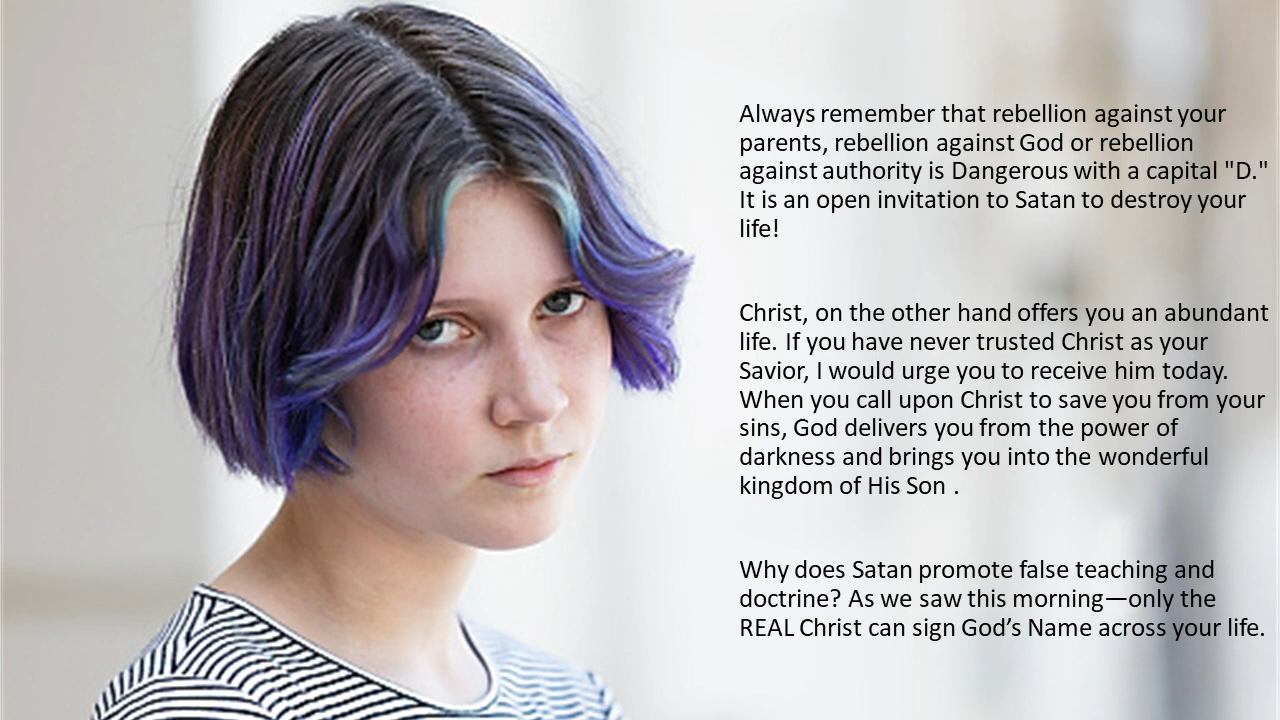 Always remember that rebellion against your
parents, rebellion against God or rebellion
against authority is Dangerous with a capital "D."
It is an open invitation to Satan to destroy your
life!
Christ, on the other hand offers you an abundant
life. If you have never trusted Christ as your
Savior, I would urge you to receive him today.
When you call upon Christ to save you from your
sins, God delivers you from the power of
darkness and brings you into the wonderful
kingdom of His Son .
Why does Satan promote false teaching and
doctrine? As we saw this morning—only the
REAL Christ can sign God’s Name across your life.